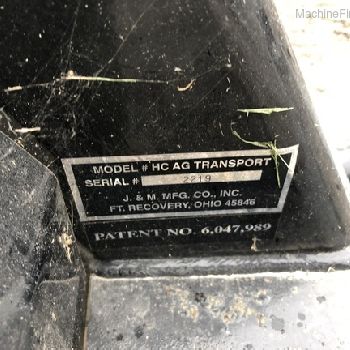 MachineFi
MODEL # HC AG TRANSPORT
SERIAL # 2219
J. & M. MFG. CO., INC.
FT. RECOVERY, OHIO 45846
PATENT NO. 6,047,989